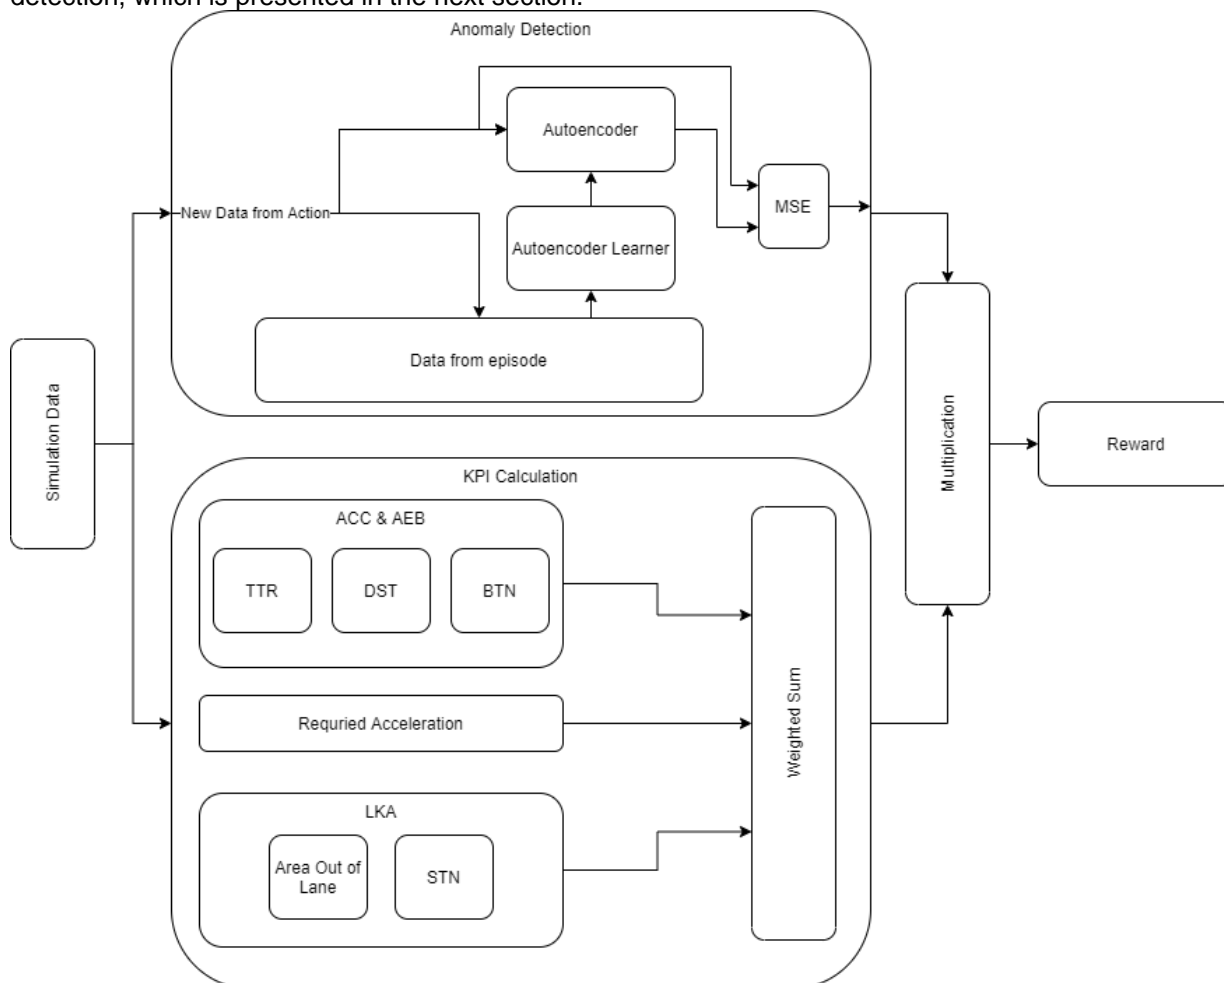 detection, which is presented in the next section.
Anomaly Detection
Autoencoder
MSE
New Data from Action
Autoencoder Learner
Data from episode
Simulation Data
Multiplication
Reward
KPI Calculation
ACC & AEB
TTR
DST
BTN
Requried Acceleration
Weighted Sum
LKA
Area Out of
Lane
STN